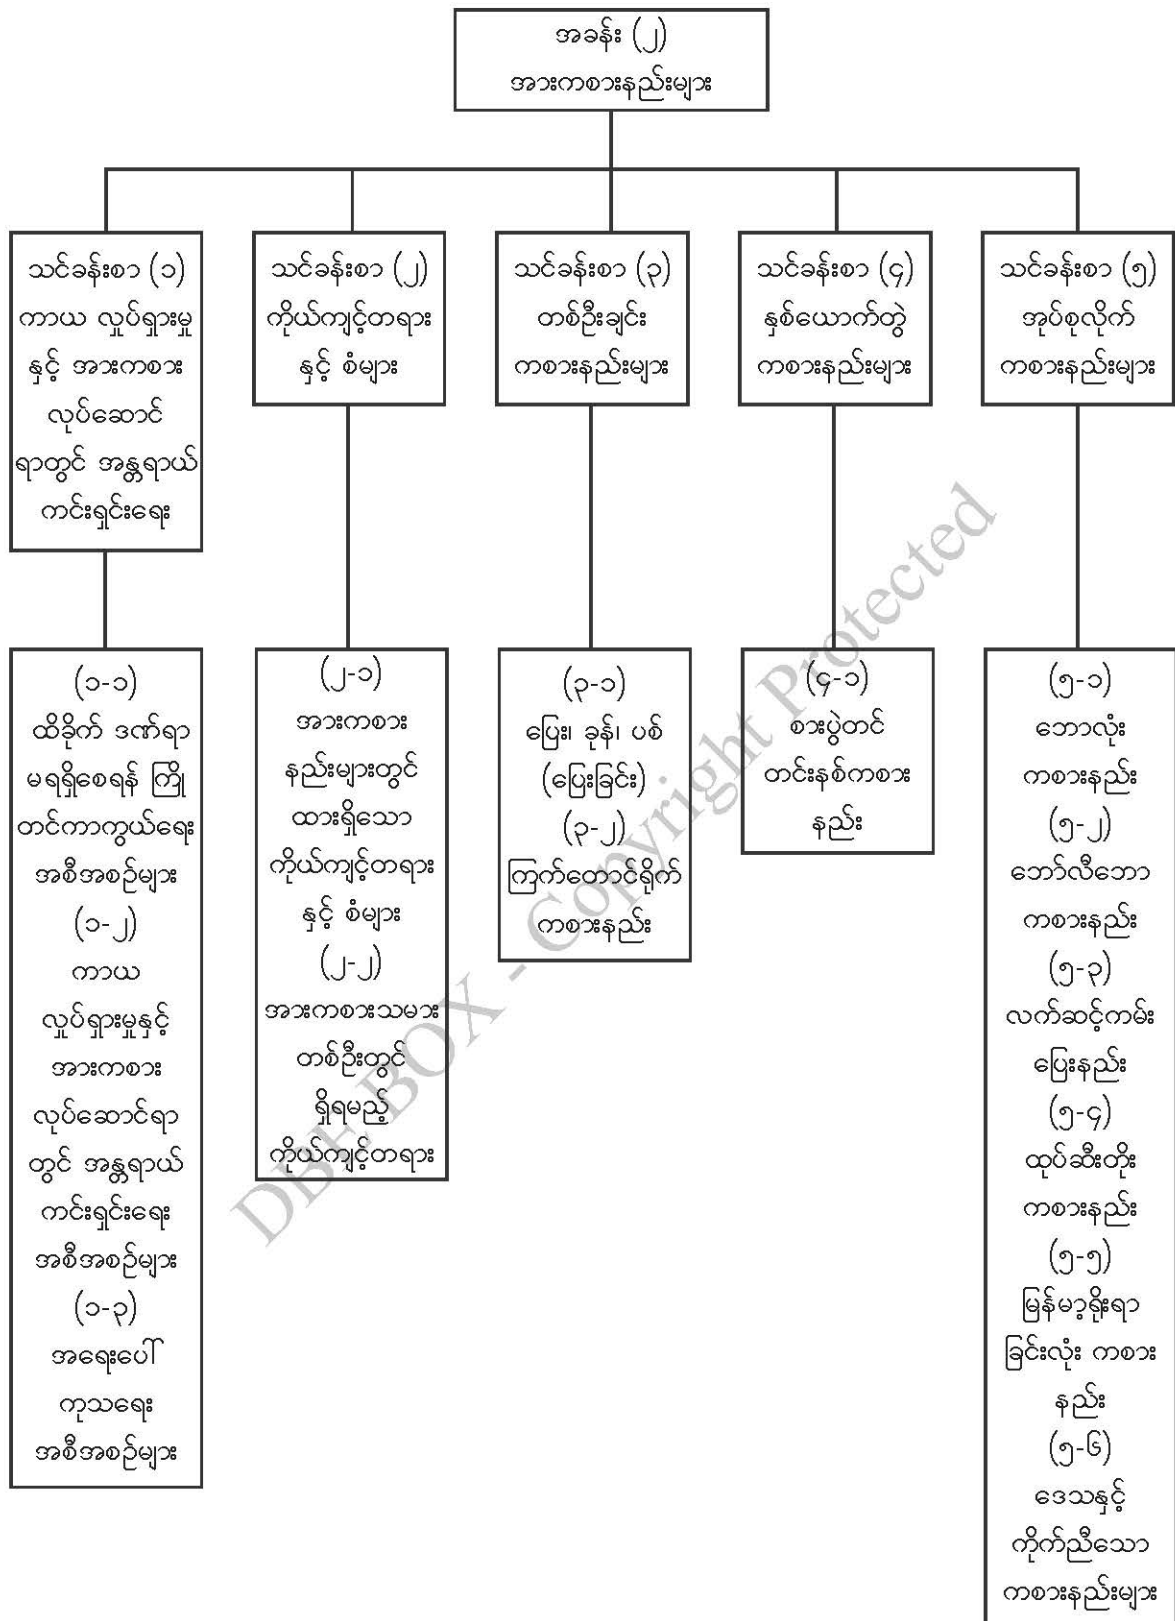 အခန်း (၂)
အားကစားနည်းများ
သင်ခန်းစာ (၁)
ကာယ လှုပ်ရှားမှု
နှင့် အားကစား
လုပ်ဆောင်
ရာတွင် အန္တရာယ်
ကင်းရှင်းရေး
သင်ခန်းစာ (၂)
ကိုယ်ကျင့်တရား
နှင့် စံများ
သင်ခန်းစာ (၃)
တစ်ဦးချင်း
ကစားနည်းများ
သင်ခန်းစာ (၄)
နှစ်ယောက်တွဲ
ကစားနည်းများ
သင်ခန်းစာ (၅)
အုပ်စုလိုက်
ကစားနည်းများ
(၁-၁)
ထိခိုက် ဒဏ်ရာ
မရရှိစေရန် ကြို
တင်ကာကွယ်ရေး
အစီအစဉ်များ
(၁-၂)
ကာယ
လှုပ်ရှားမှုနှင့်
အားကစား
လုပ်ဆောင်ရာ
တွင် အန္တရာယ်
ကင်းရှင်းရေး
အစီအစဉ်များ
(၁-၃)
အရေးပေါ်
ကုသရေး
အစီအစဉ်များ
(၂-၁)
အားကစား
နည်းများတွင်
ထားရှိသော
ကိုယ်ကျင့်တရား
နှင့် စံများ
(၂-၂)
အားကစားသမား
တစ်ဦးတွင်
ရှိရမည့်
ကိုယ်ကျင့်တရား
(၃-၁)
ပြေး၊ ခုန်၊ ပစ်
(ပြေးခြင်း)
(၃-၂)
ကြက်တောင်ရိုက်
ကစားနည်း
(၄-၁)
စားပွဲတင်
တင်းနစ်ကစား
နည်း
(၅-၁)
ဘောလုံး
ကစားနည်း
(၅-၂)
ဘော်လီဘော
ကစားနည်း
(၅-၃)
လက်ဆင့်ကမ်း
ပြေးနည်း
(၅-၄)
ထုပ်ဆီးတိုး
ကစားနည်း
(၅-၅)
မြန်မာ့ရိုးရာ
ခြင်းလုံး ကစား
နည်း
(၅-၆)
ဒေသနှင့်
ကိုက်ညီသော
ကစားနည်းများ
DBE BOX - Copyright Protected